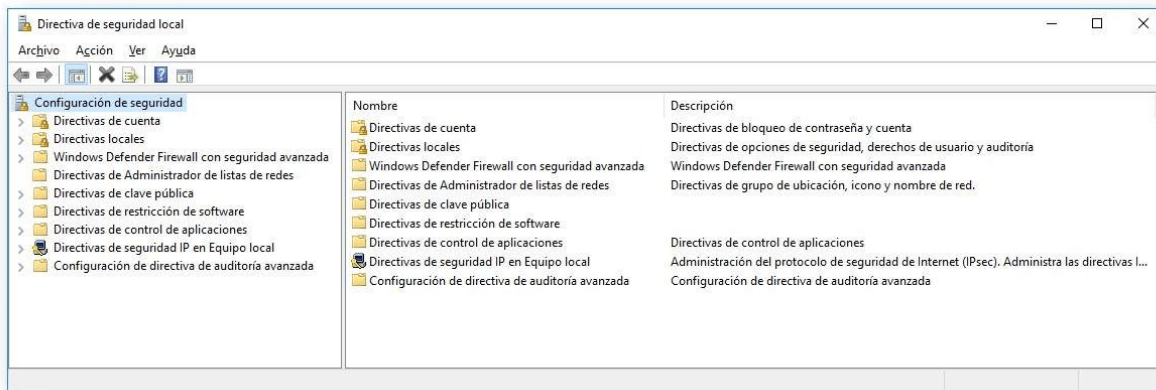 Directiva de seguridad local
Archivo Acción Ver Ayuda
Configuración de seguridad
Directivas de cuenta
Directivas locales
Windows Defender Firewall con seguridad avanzada
Directivas de Administrador de listas de redes
Directivas de clave pública
Directivas de restricción de software
Directivas de control de aplicaciones
Directivas de seguridad IP en Equipo local
Configuración de directiva de auditoría avanzada
Nombre Descripción
Directivas de cuenta Directivas de bloqueo de contraseña y cuenta
Directivas locales Directivas de opciones de seguridad, derechos de usuario y auditoría
Windows Defender Firewall con seguridad avanzada Windows Defender Firewall con seguridad avanzada
Directivas de Administrador de listas de redes Directivas de grupo de ubicación, icono y nombre de red.
Directivas de clave pública
Directivas de restricción de software
Directivas de control de aplicaciones Directivas de control de aplicaciones
Directivas de seguridad IP en Equipo local Administración del protocolo de seguridad de Internet (IPsec). Administra las directivas l...
Configuración de directiva de auditoría avanzada Configuración de directiva de auditoría avanzada